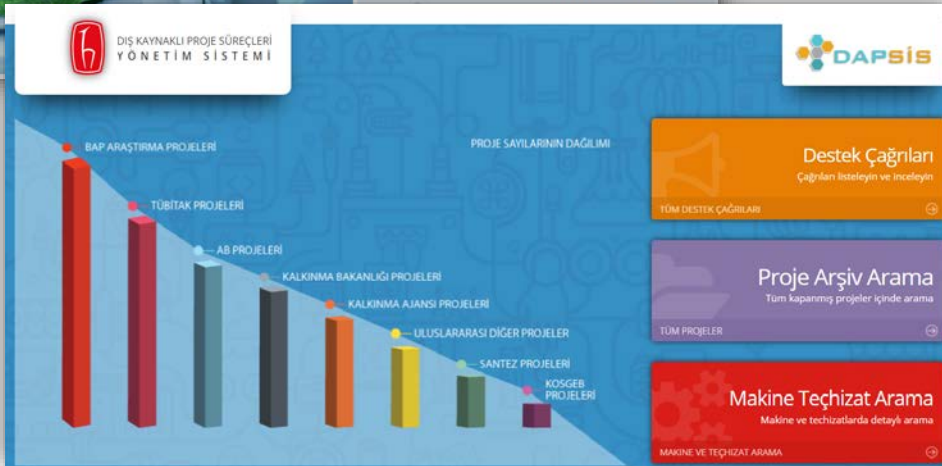 DIŞ KAYNAKLI PROJE SÜREÇLERİ
YÖNETİM SİSTEMİ
DAPSİS
PROJE SAYILARININ DAĞILIMI
BAP ARAŞTIRMA PROJELERİ
TÜBİTAK PROJELERİ
AB PROJELERİ
KALKINMA BAKANLIĞI PROJELERİ
KALKINMA AJANSI PROJELERİ
ULUSLARARASI DİĞER PROJELER
SANTEZ PROJELERİ
KOSGEB
PROJELERİ
Destek Çağrıları
Çağrıları listeleyin ve inceleyin
TÜM DESTEK ÇAĞRILARI
Proje Arşiv Arama
Tüm kapanmış projeler içinde arama
TÜM PROJELER
Makine Teçhizat Arama
Makine ve techizatlarda detaylı arama
MAKİNE VE TEÇHİZAT ARAMA